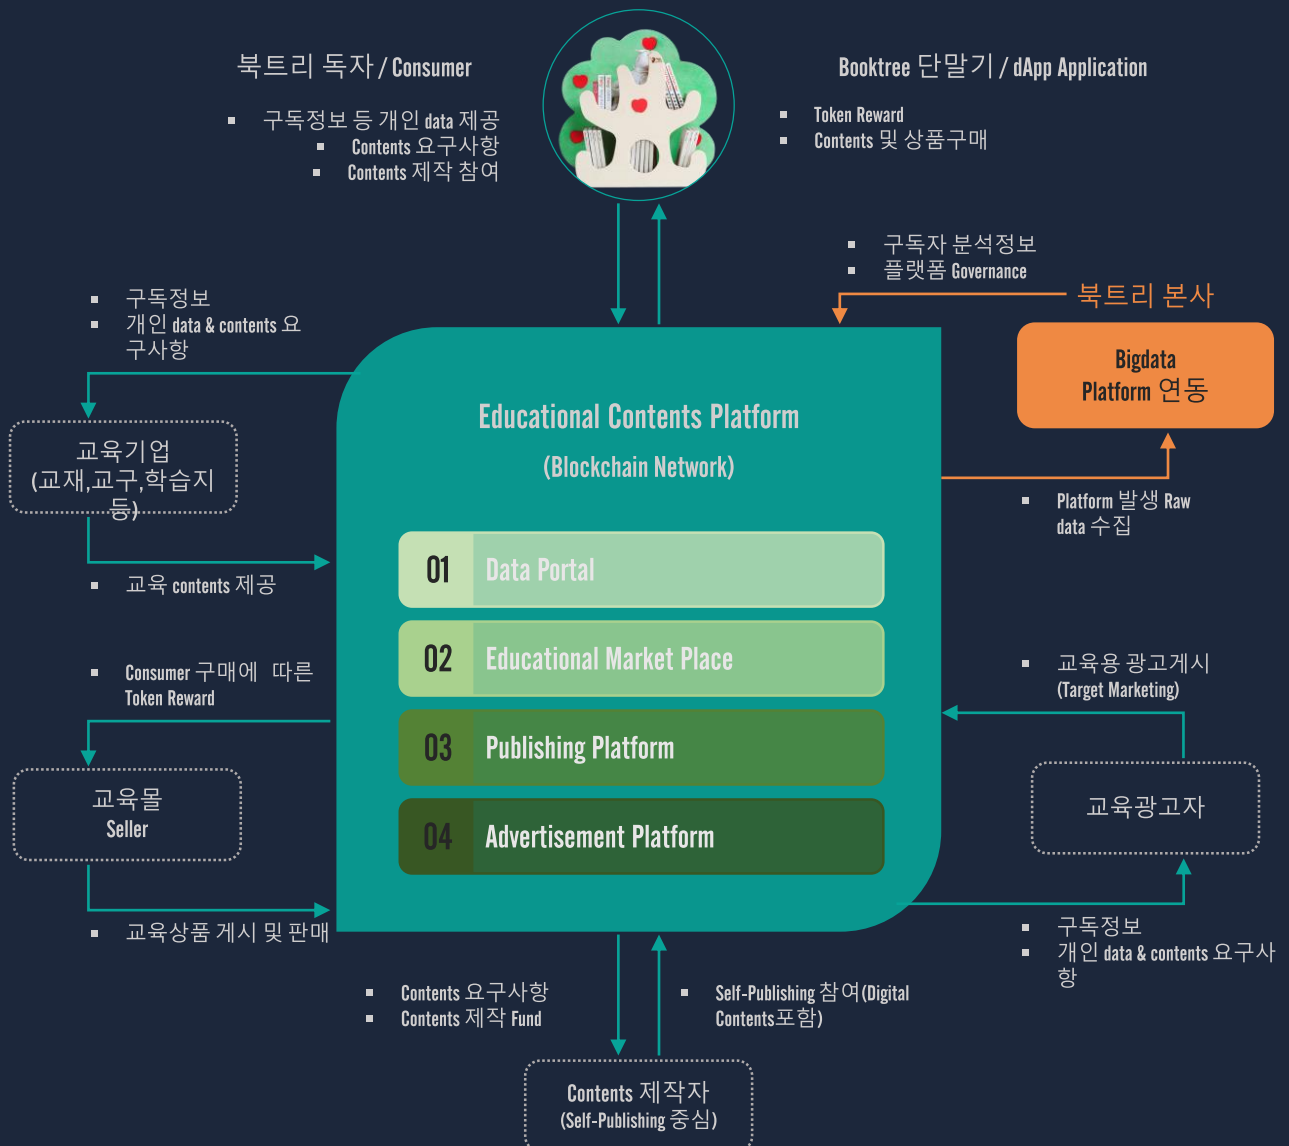 북트리 독자 / Consumer
구독정보 등 개인 data 제공
Contents 요구사항
Contents 제작 참여
Booktree 단말기 / dApp Application
Token Reward
Contents 및 상품구매
구독자 분석정보
플랫폼 Governance
북트리 본사
Bigdata
Platform 연동
Platform 발생 Raw
data 수집
구독정보
개인 data & contents 요
구사항
교육기업
(교재,교구,학습지
등)
교육 contents 제공
Educational Contents Platform
(Blockchain Network)
01 Data Portal
02 Educational Market Place
03 Publishing Platform
04 Advertisement Platform
Consumer 구매에 따른
Token Reward
교육몰
Seller
교육상품 게시 및 판매
교육용 광고게시
(Target Marketing)
교육광고자
구독정보
개인 data & contents 요구사
항
Contents 요구사항
Contents 제작 Fund
Self-Publishing 참여(Digital
Contents포함)
Contents 제작자
(Self-Publishing 중심)